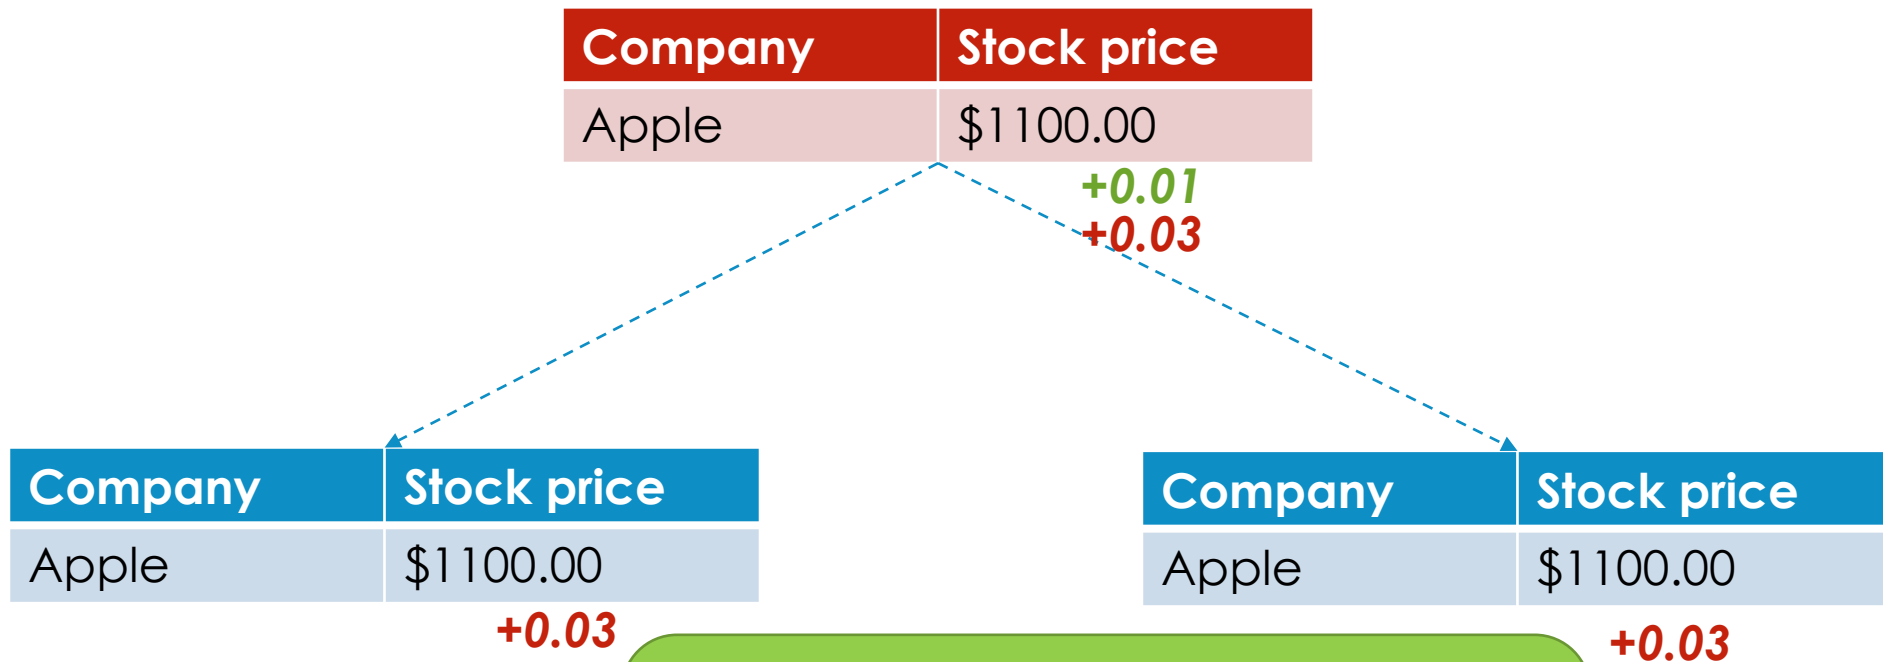 Company Stock price
Apple $1100.00
+0.01
+0.03
Company Stock price
Apple $1100.00
+0.03
Company Stock price
Apple $1100.00
+0.03